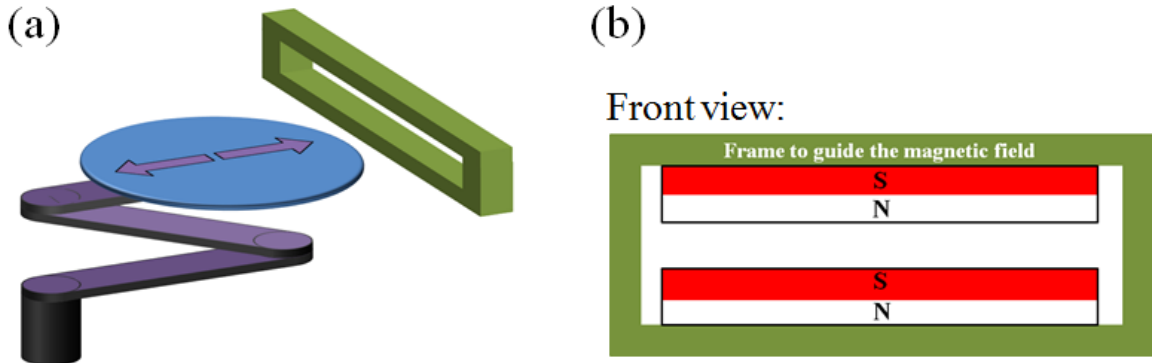 (a)
(b)
Front view:
Frame to guide the magnetic field
S
N
S
N